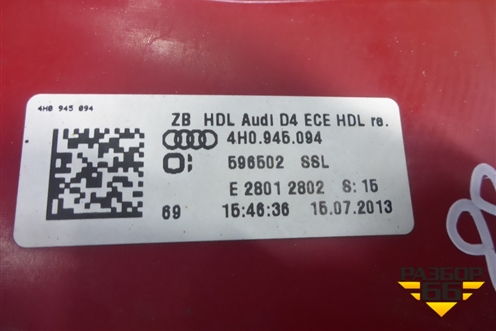 4H0 945 094
ZB HDL Audi D4 ECE HDL re.
4H0.945.094
596502 SSL
E 2801 2802 S: 15
69 15:46:36 15.07.2013
РАЗБОР
66